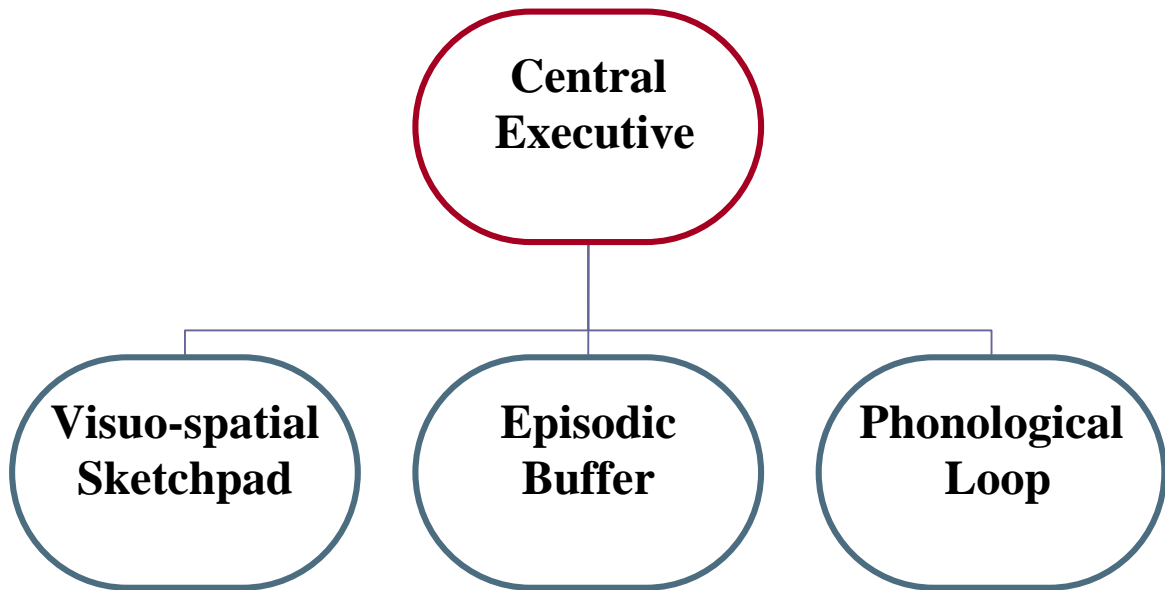 Central
Executive
Visuo-spatial
Sketchpad
Episodic
Buffer
Phonological
Loop